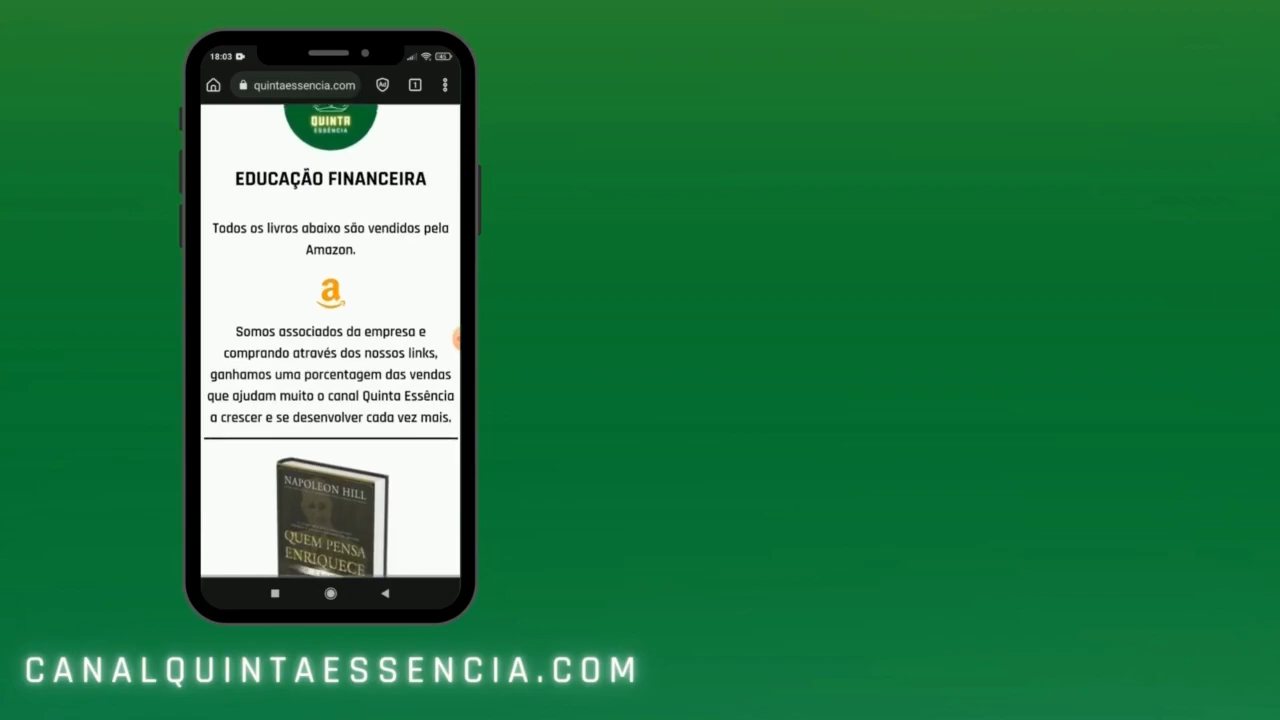 18:03
quintaessencia.com
Ad
1
QUINTA
ESSÊNCIA
EDUCAÇÃO FINANCEIRA
Todos os livros abaixo são vendidos pela
Amazon.
a
Somos associados da empresa e
comprando através dos nossos links,
ganhamos uma porcentagem das vendas
que ajudam muito o canal Quinta Essência
a crescer e se desenvolver cada vez mais.
NAPOLEON HILL
QUEM PENSA
ENRIQUECE
CANALQUINTAESSENCIA.COM